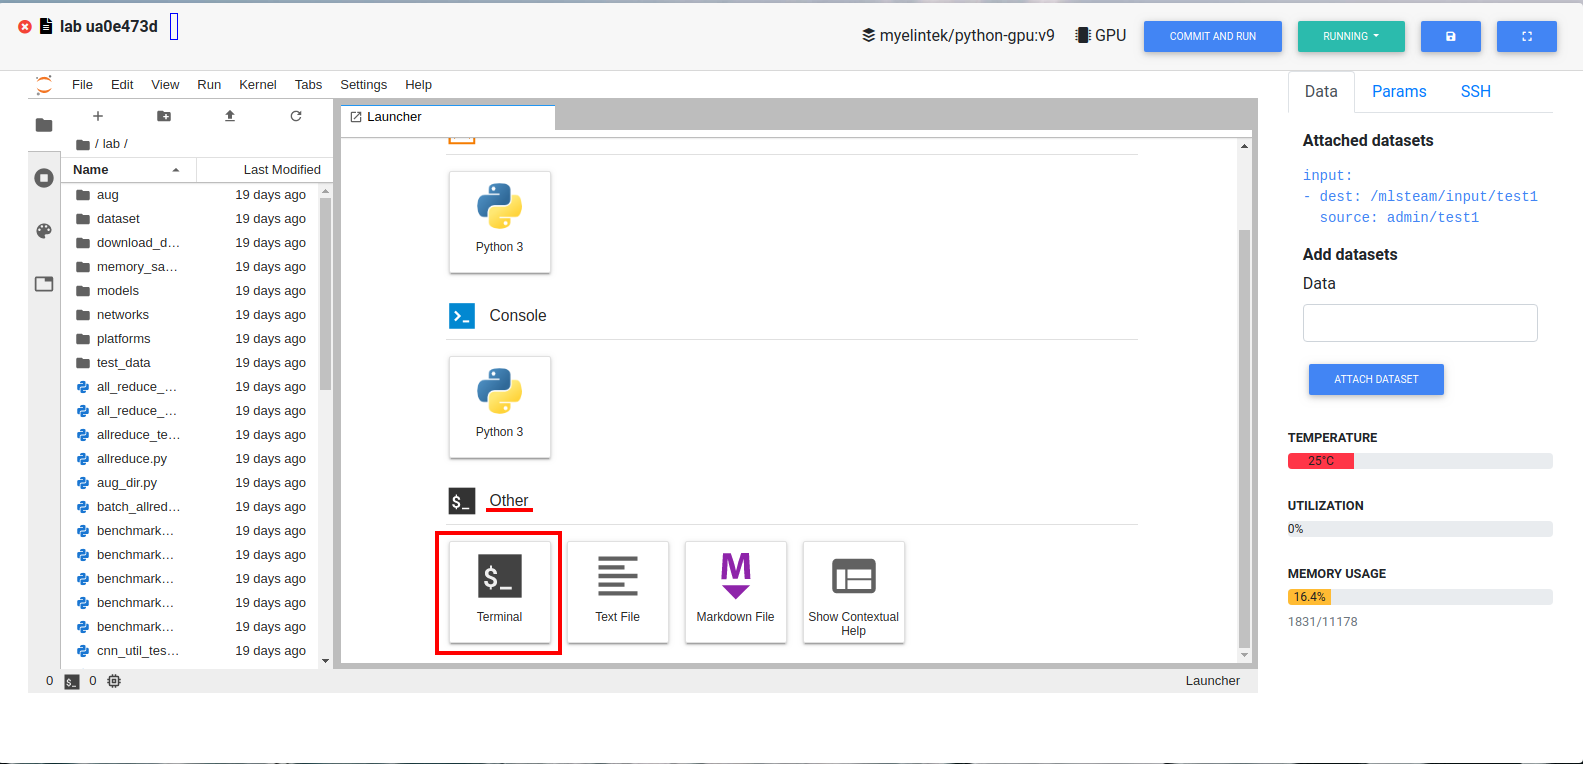 lab ua0e473d
myelintek/python-gpu:v9 GPU COMMIT AND RUN RUNNING
File Edit View Run Kernel Tabs Settings Help
/ lab /
Name Last Modified
aug 19 days ago
dataset 19 days ago
download_d... 19 days ago
memory_sa... 19 days ago
models 19 days ago
networks 19 days ago
platforms 19 days ago
test_data 19 days ago
all_reduce_... 19 days ago
all_reduce_... 19 days ago
allreduce_te... 19 days ago
allreduce.py 19 days ago
aug_dir.py 19 days ago
batch_allred... 19 days ago
benchmark... 19 days ago
benchmark... 19 days ago
benchmark... 19 days ago
benchmark... 19 days ago
benchmark... 19 days ago
cnn_util_tes... 19 days ago
Launcher
Python 3
>_ Console
Python 3
$_ Other
$_
Terminal
Text File
M
Markdown File
Show Contextual
Help
0 $_ 0
Launcher
Data Params SSH
Attached datasets
input:
- dest: /mlsteam/input/test1
source: admin/test1
Add datasets
Data
ATTACH DATASET
TEMPERATURE
25°C
UTILIZATION
0%
MEMORY USAGE
16.4%
1831/11178